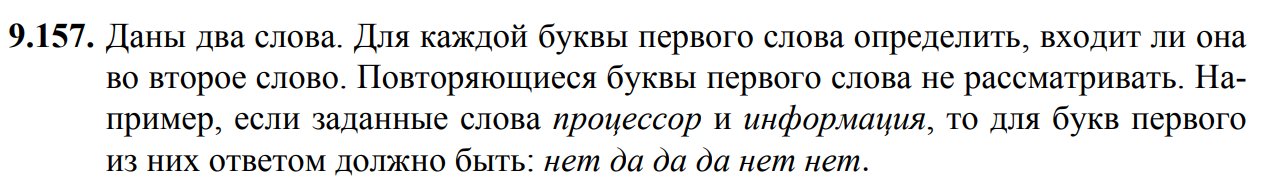 9.157. Даны два слова. Для каждой буквы первого слова определить, входит ли она
во второе слово. Повторяющиеся буквы первого слова не рассматривать. На-
пример, если заданные слова процессор и информация, то для букв первого
из них ответом должно быть: нет да да да нет нет.